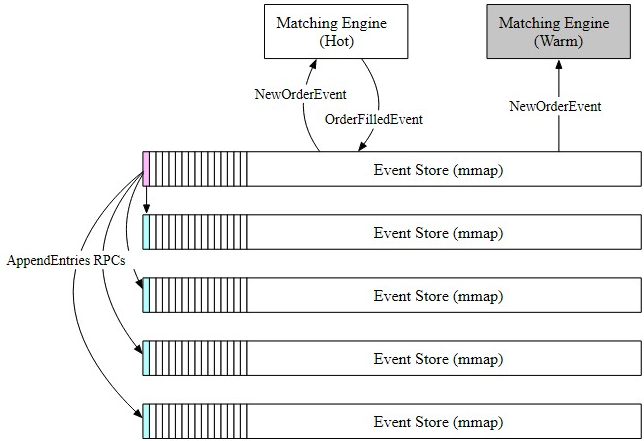 Matching Engine
(Hot)
Matching Engine
(Warm)
NewOrderEvent
OrderFilledEvent
NewOrderEvent
Event Store (mmap)
Event Store (mmap)
AppendEntries RPCs
Event Store (mmap)
Event Store (mmap)
Event Store (mmap)